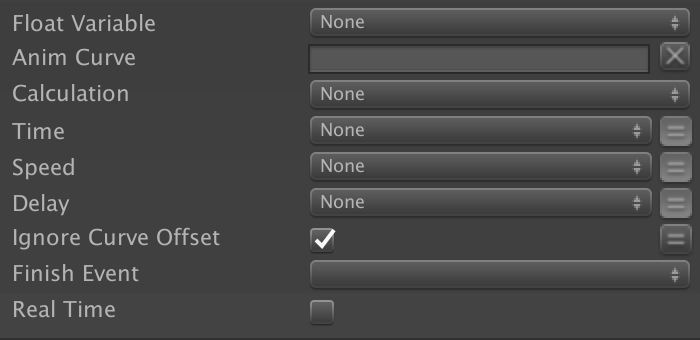 Float Variable None
Anim Curve
Calculation None
Time None
Speed None
Delay None
Ignore Curve Offset
Finish Event
Real Time